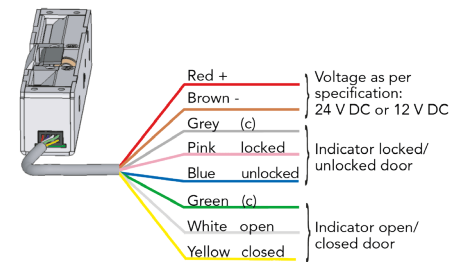 Red +
Brown -
Grey (c)
Pink locked
Blue unlocked
Green (c)
White open
Yellow closed
Voltage as per
specification:
24 V DC or 12 V DC
Indicator locked/
unlocked door
Indicator open/
closed door